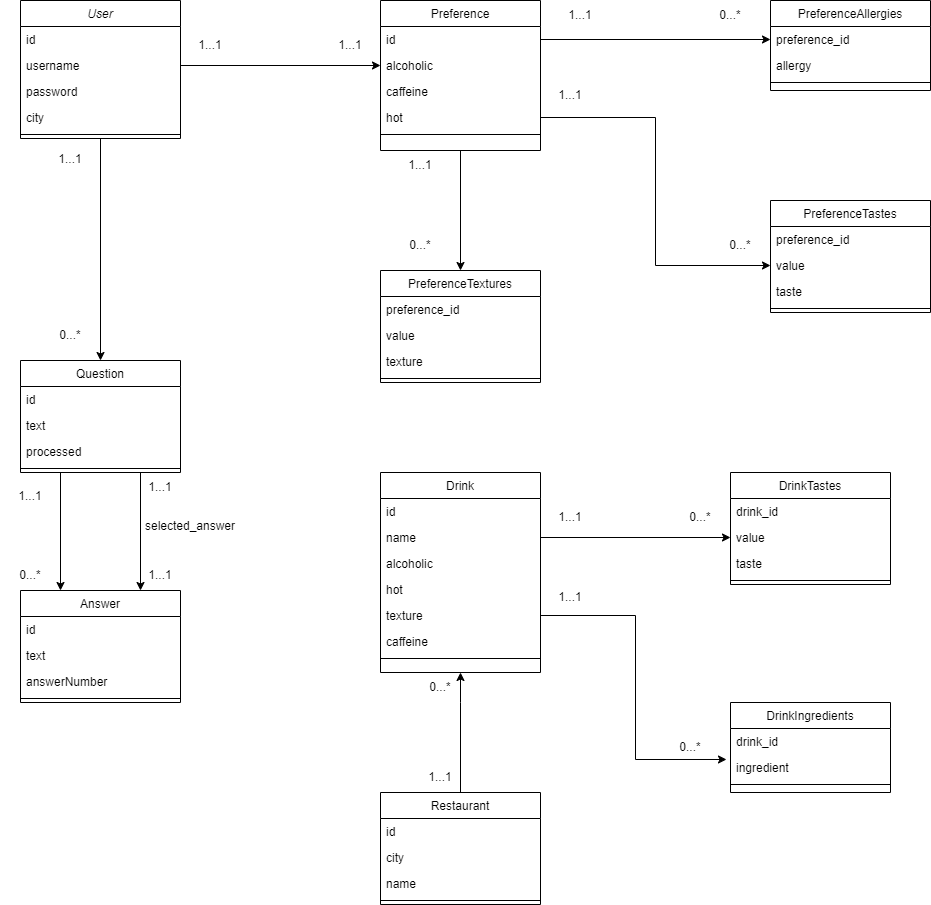 User
id
username
password
city
1...1
1...1
Preference
id
alcoholic
caffeine
hot
1...1
0...*
PreferenceAllergies
preference_id
allergy
1...1
0...*
PreferenceTastes
preference_id
value
taste
1...1
0...*
PreferenceTextures
preference_id
value
texture
1...1
0...*
Question
id
text
processed
1...1
0...*
1...1
selected_answer
1...1
Answer
id
text
answerNumber
Drink
id
name
alcoholic
hot
texture
caffeine
1...1
0...*
DrinkTastes
drink_id
value
taste
1...1
0...*
DrinkIngredients
drink_id
ingredient
0...*
1...1
Restaurant
id
city
name